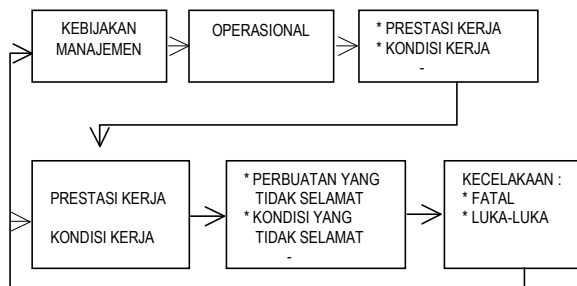 KEBIJAKAN
MANAJEMEN
OPERASIONAL
* PRESTASI KERJA
* KONDISI KERJA
-
PRESTASI KERJA
KONDISI KERJA
* PERBUATAN YANG
TIDAK SELAMAT
* KONDISI YANG
TIDAK SELAMAT
-
KECELAKAAN :
* FATAL
* LUKA-LUKA